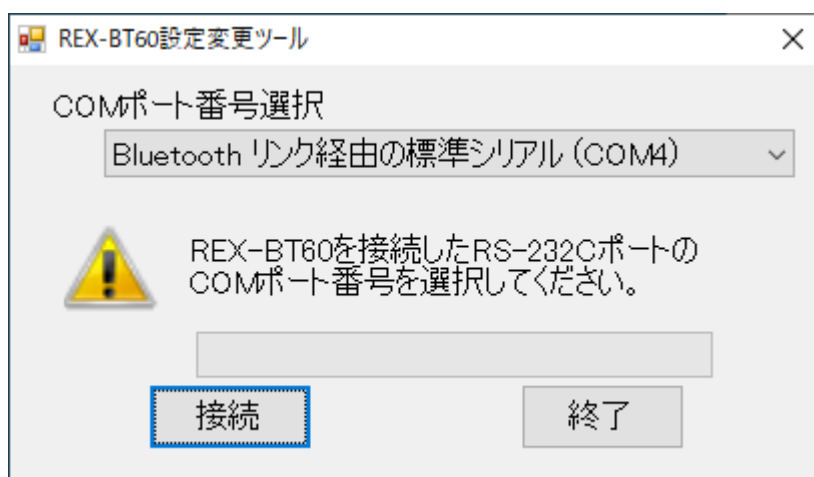 REX-BT60設定変更ツール
COMポート番号選択
Bluetooth リンク経由の標準シリアル (COM4)
REX-BT60を接続したRS-232Cポートの
COMポート番号を選択してください。
接続
終了